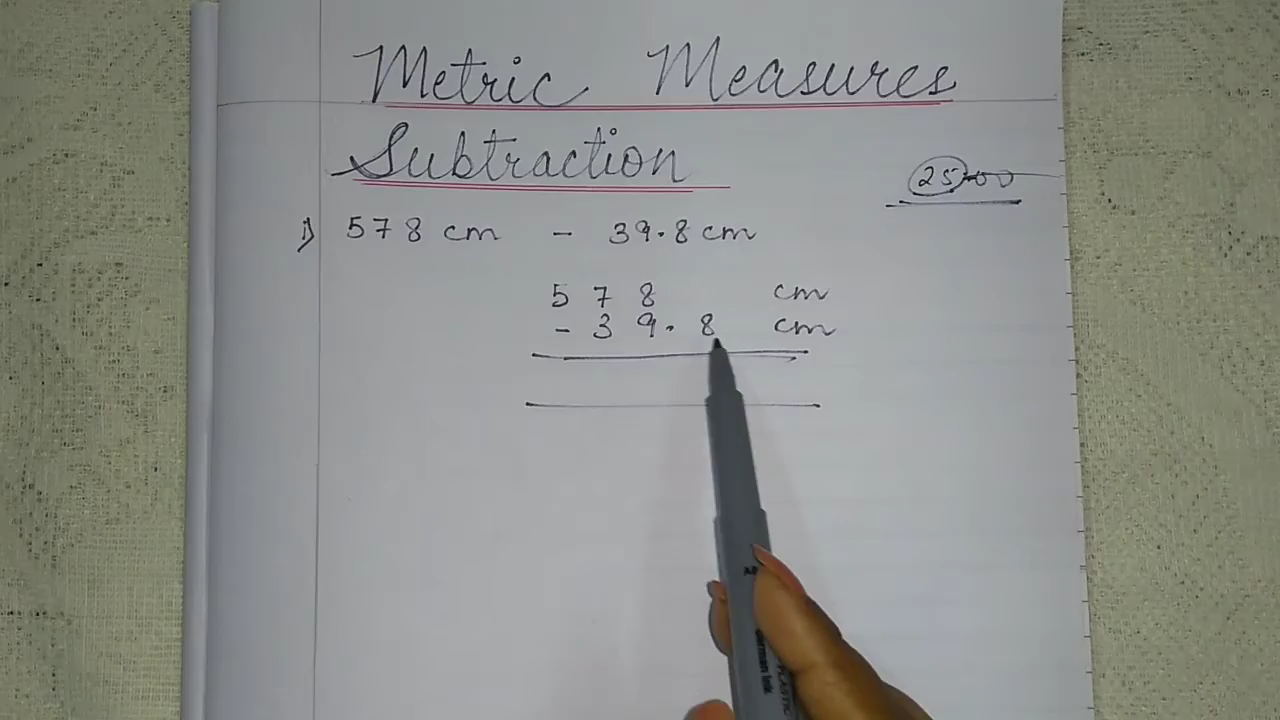 Metric Measures
Subtraction
25.00
1) 578 cm - 39.8 cm
578 cm
- 39.8 cm